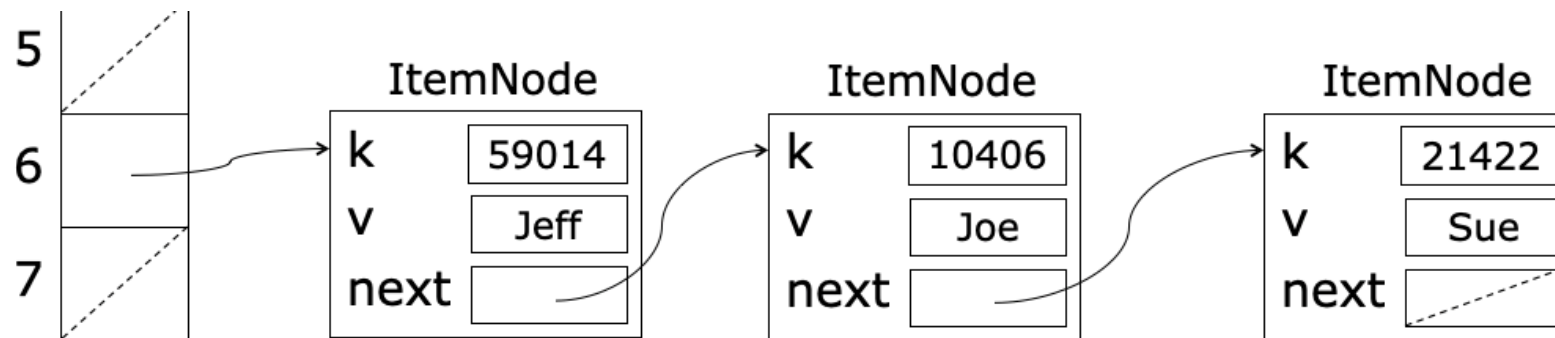 5
6
7
ItemNode
k 59014
v Jeff
next
ItemNode
k 10406
v Joe
next
ItemNode
k 21422
v Sue
next